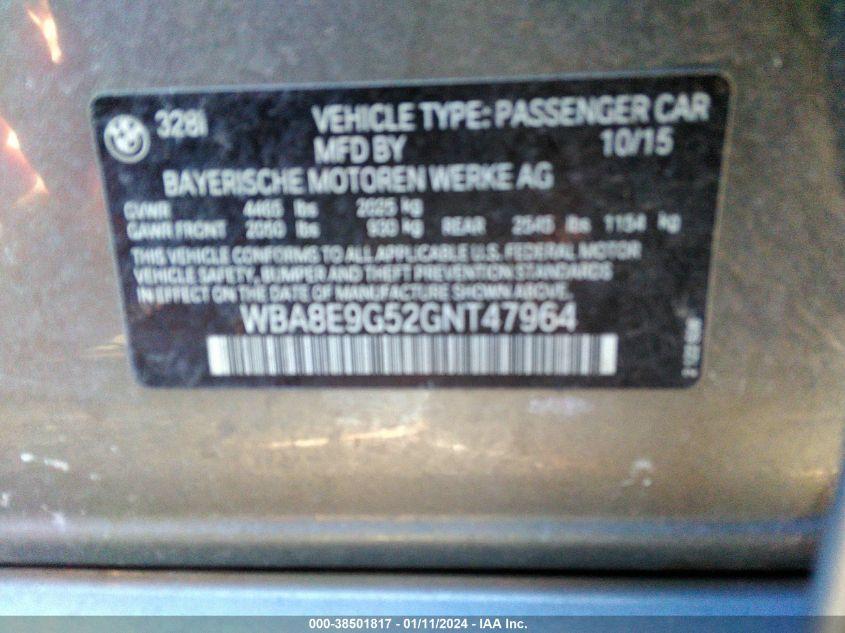 328i VEHICLE TYPE: PASSENGER CAR
MFD BY 10/15
BAYERISCHE MOTOREN WERKE AG
GVWR 4465 lbs 2025 kg
GAWR FRONT 2050 lbs 930 kg REAR 2545 lbs 1154 kg
THIS VEHICLE CONFORMS TO ALL APPLICABLE U.S. FEDERAL MOTOR
VEHICLE SAFETY, BUMPER AND THEFT PREVENTION STANDARDS
IN EFFECT ON THE DATE OF MANUFACTURE SHOWN ABOVE.
WBA8E9G52GNT47964
000-38501817 - 01/11/2024 - IAA Inc.